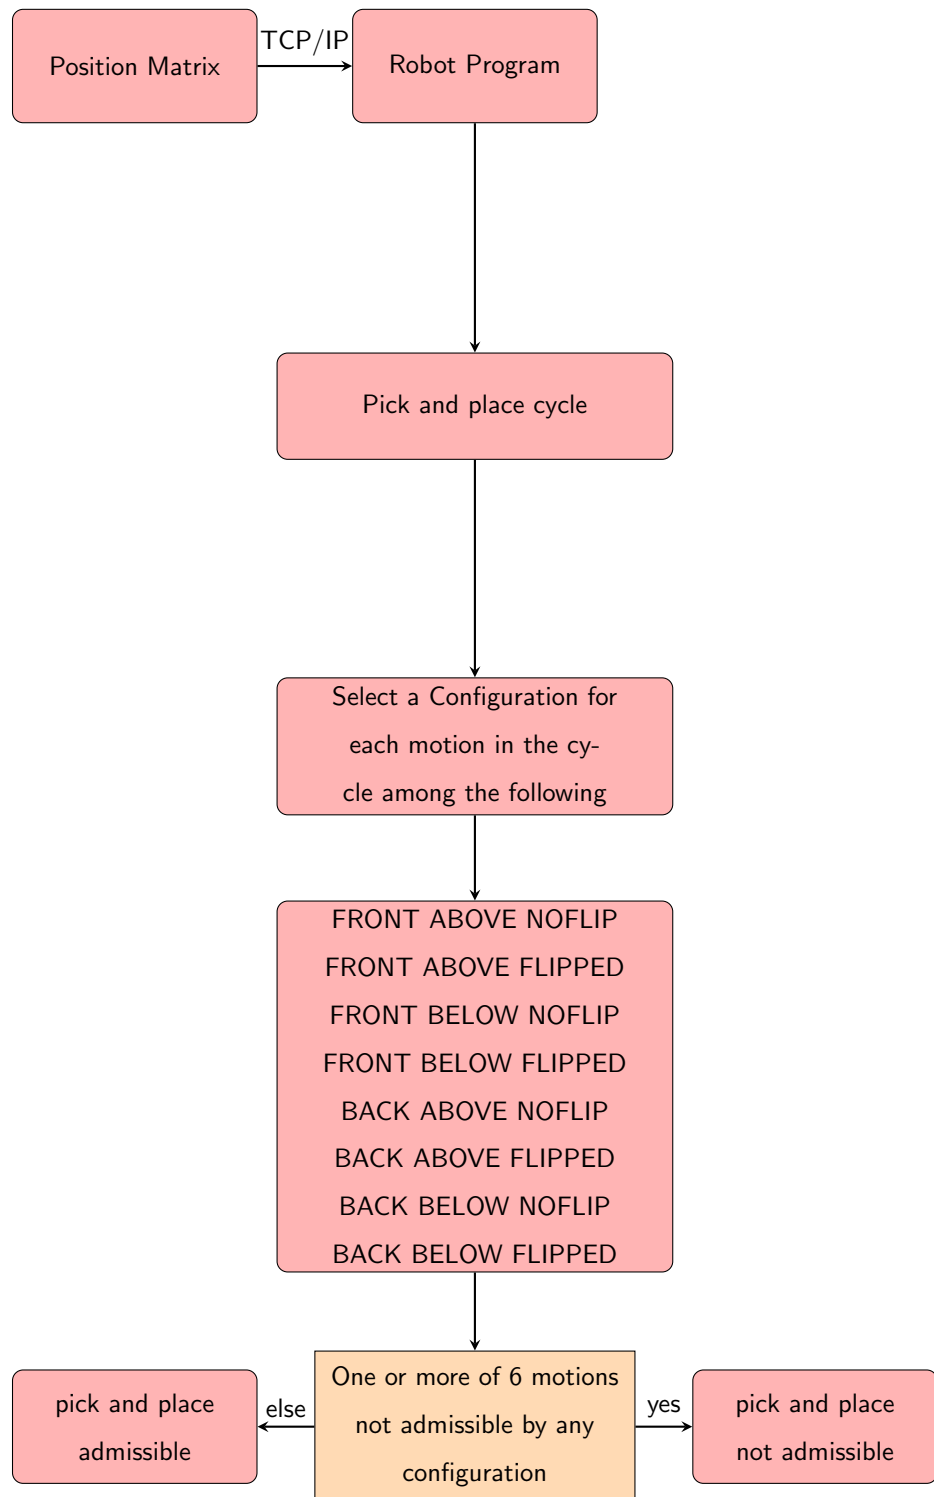 Position Matrix
TCP/IP
Robot Program
Pick and place cycle
Select a Configuration for
each motion in the cy-
cle among the following
FRONT ABOVE NOFLIP
FRONT ABOVE FLIPPED
FRONT BELOW NOFLIP
FRONT BELOW FLIPPED
BACK ABOVE NOFLIP
BACK ABOVE FLIPPED
BACK BELOW NOFLIP
BACK BELOW FLIPPED
pick and place
admissible
else
One or more of 6 motions
not admissible by any
configuration
yes
pick and place
not admissible